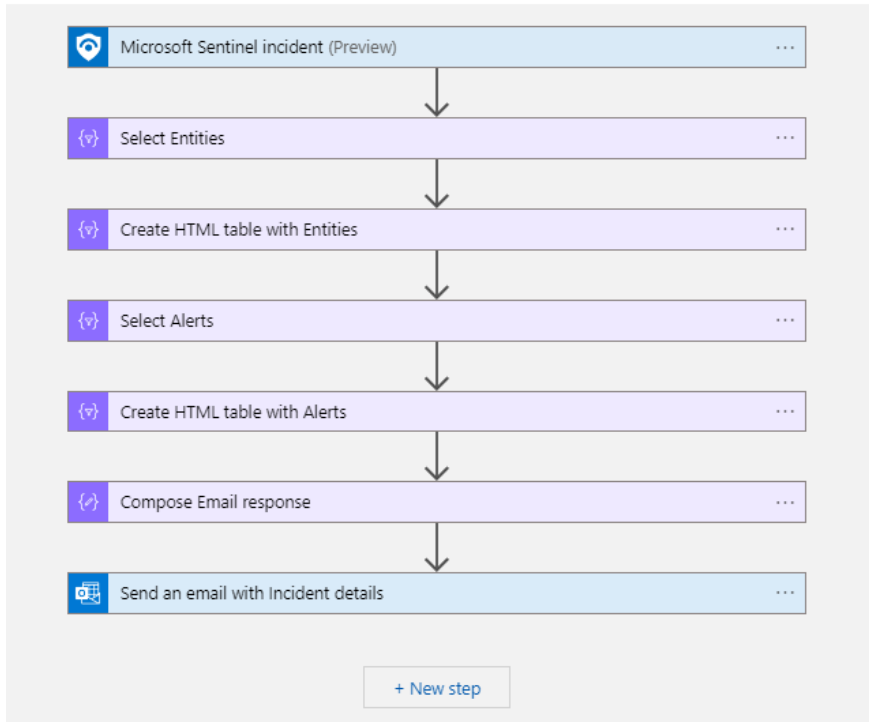 Microsoft Sentinel incident (Preview)
Select Entities
Create HTML table with Entities
Select Alerts
Create HTML table with Alerts
Compose Email response
Send an email with Incident details
+ New step